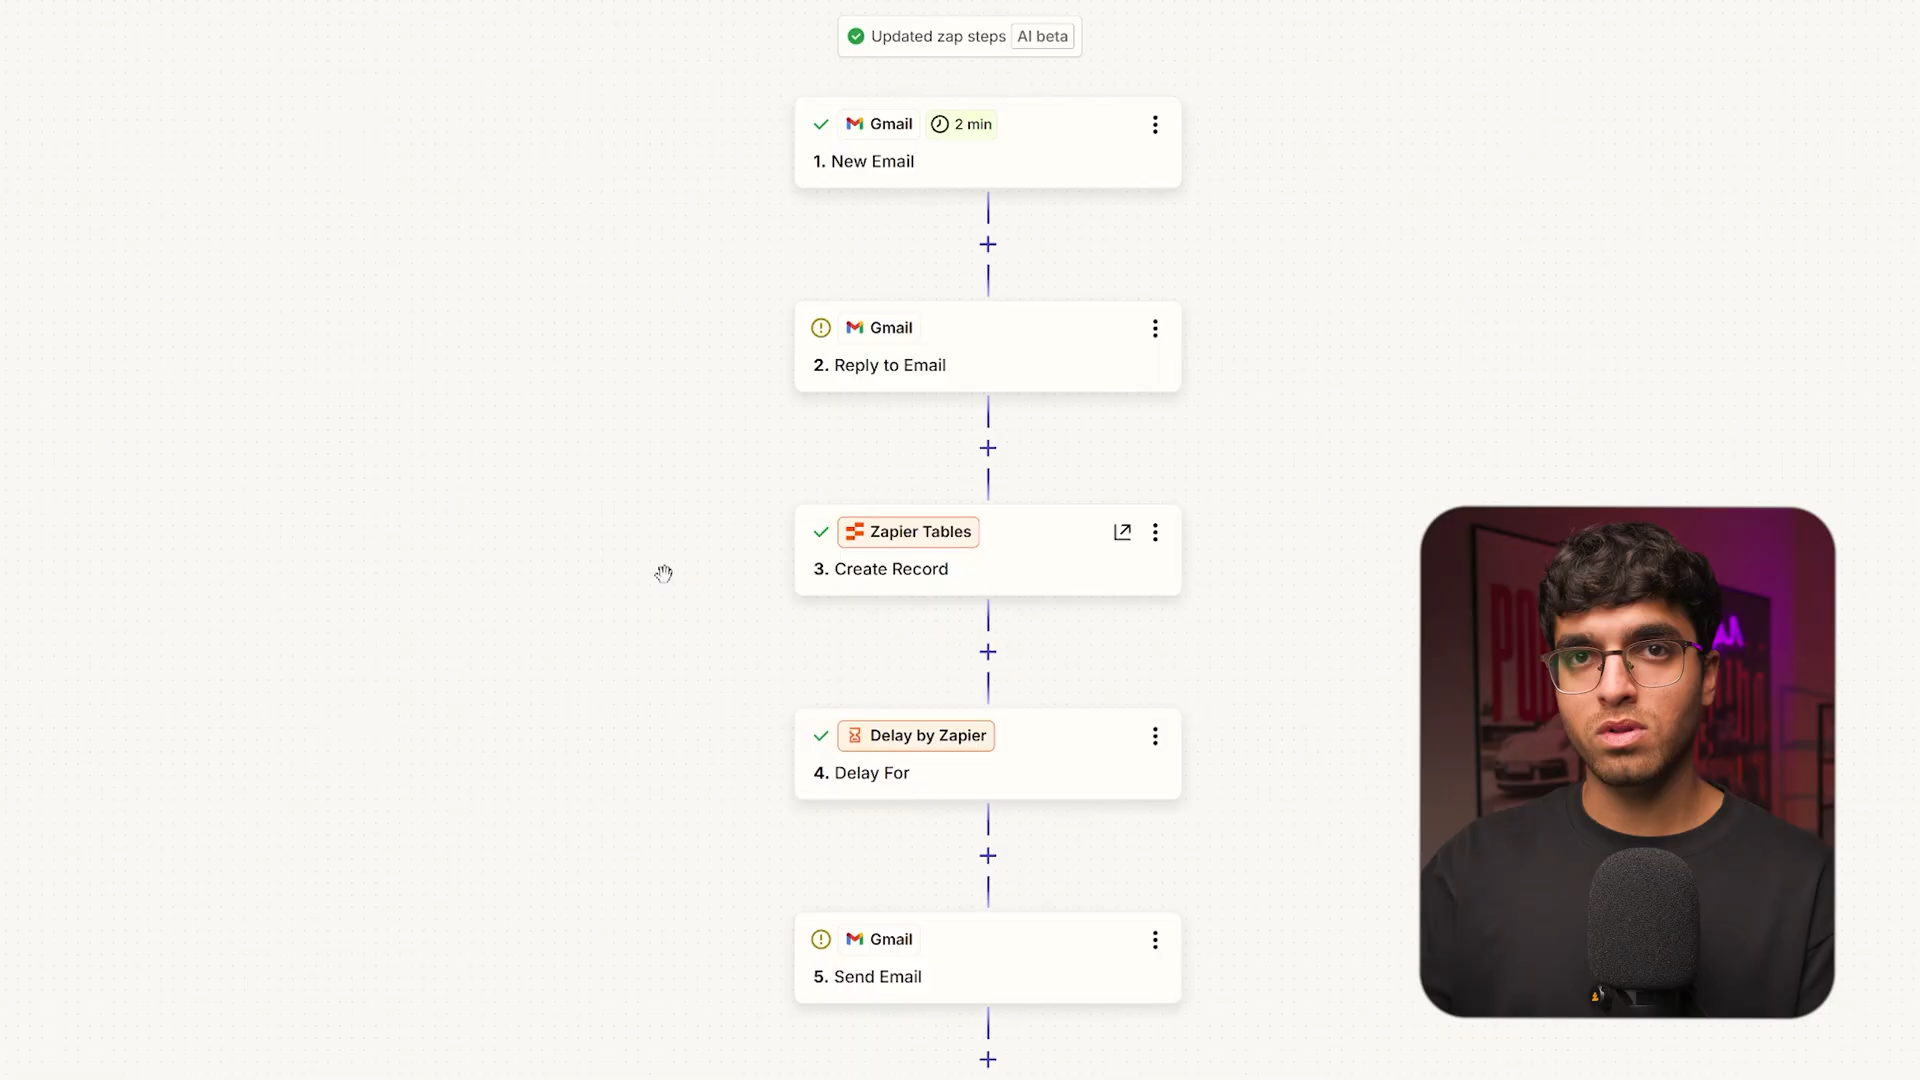 Updated zap steps AI beta
Gmail 2 min
1. New Email
Gmail
2. Reply to Email
Zapier Tables
3. Create Record
Delay by Zapier
4. Delay For
Gmail
5. Send Email